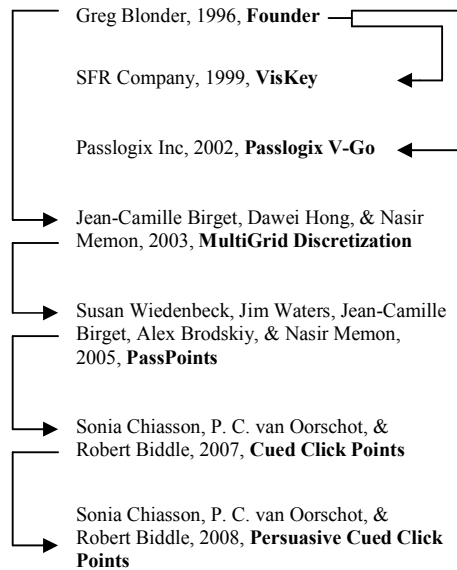 Greg Blonder, 1996, Founder
SFR Company, 1999, VisKey
Passlogix Inc, 2002, Passlogix V-Go
Jean-Camille Birget, Dawei Hong, & Nasir
Memon, 2003, MultiGrid Discretization
Susan Wiedenbeck, Jim Waters, Jean-Camille
Birget, Alex Brodskiy, & Nasir Memon,
2005, PassPoints
Sonia Chiasson, P. C. van Oorschot, &
Robert Biddle, 2007, Cued Click Points
Sonia Chiasson, P. C. van Oorschot, &
Robert Biddle, 2008, Persuasive Cued Click
Points